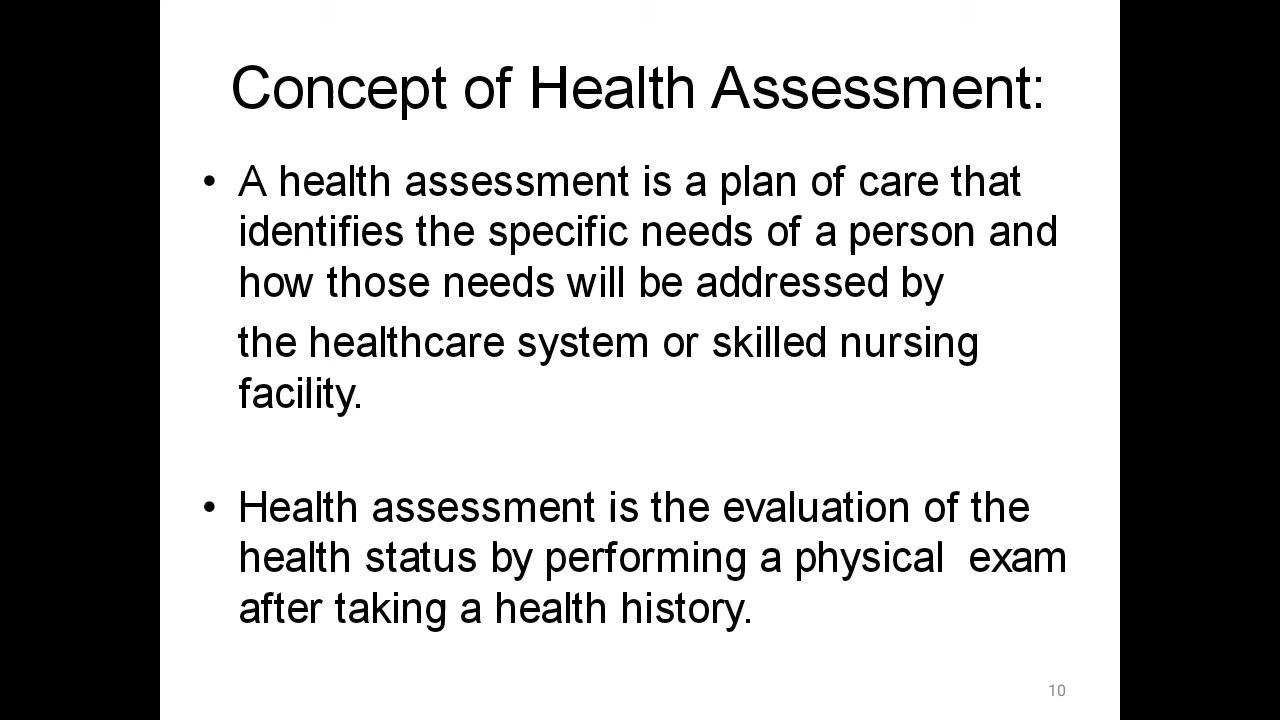 Concept of Health Assessment:
• A health assessment is a plan of care that
identifies the specific needs of a person and
how those needs will be addressed by
the healthcare system or skilled nursing
facility.
• Health assessment is the evaluation of the
health status by performing a physical  exam
after taking a health history.
10